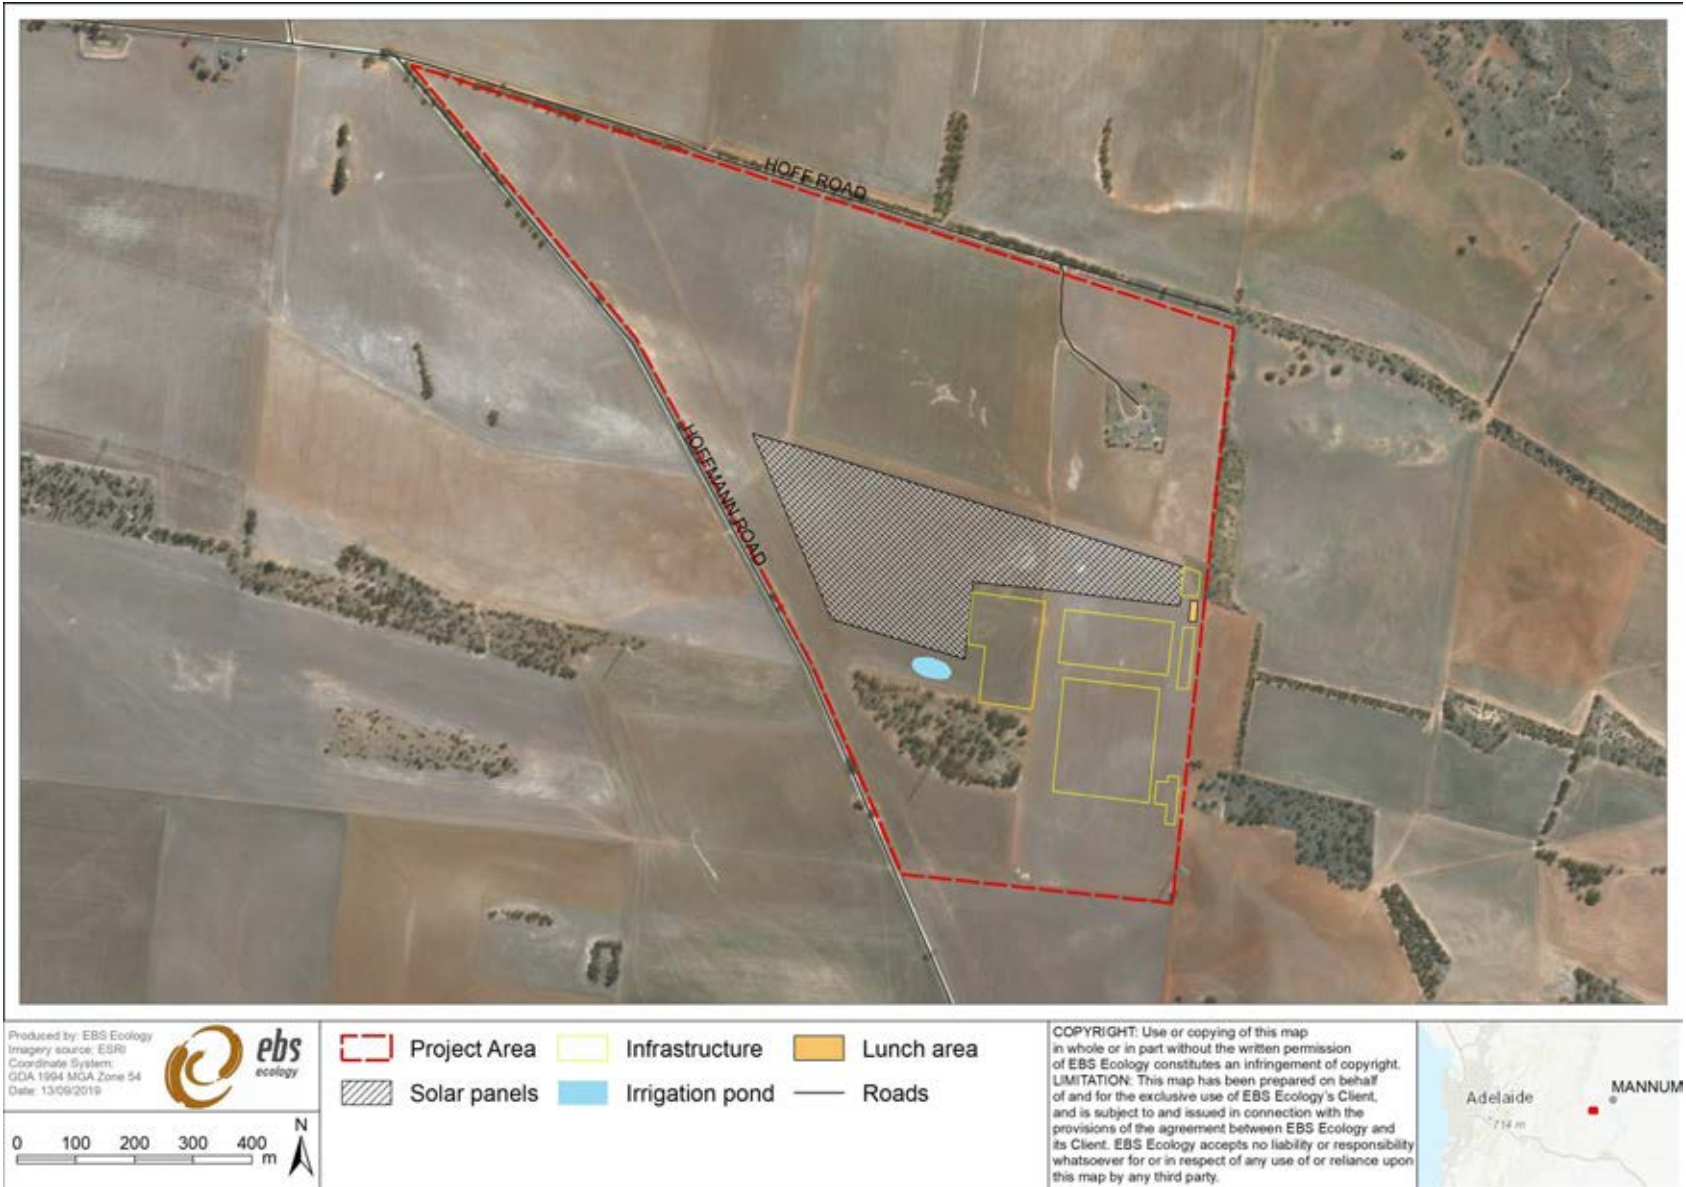 HOFF ROAD
HOFFMANN ROAD
Produced by: EBS Ecology
Imagery source: ESRI
Coordinate System:
GDA 1994 MGA Zone 54
Date: 13/09/2019
ebs
ecology
0 100 200 300 400
m
N
Project Area
Infrastructure
Lunch area
Solar panels
Irrigation pond
Roads
COPYRIGHT: Use or copying of this map
in whole or in part without the written permission
of EBS Ecology constitutes an infringement of copyright.
LIMITATION: This map has been prepared on behalf
of and for the exclusive use of EBS Ecology's Client,
and is subject to and issued in connection with the
provisions of the agreement between EBS Ecology and
its Client. EBS Ecology accepts no liability or responsibility
whatsoever for or in respect of any use of or reliance upon
this map by any third party.
MANNUM
Adelaide
714 m